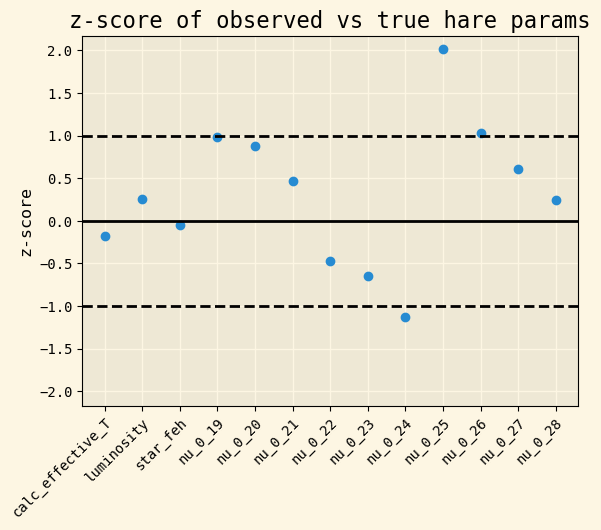 z-score of observed vs true hare params
2.0
1.5
1.0
0.5
0.0
−0.5
−1.0
−1.5
−2.0
z-score
calc_effective_T
luminosity
star_feh
nu_0_19
nu_0_20
nu_0_21
nu_0_22
nu_0_23
nu_0_24
nu_0_25
nu_0_26
nu_0_27
nu_0_28